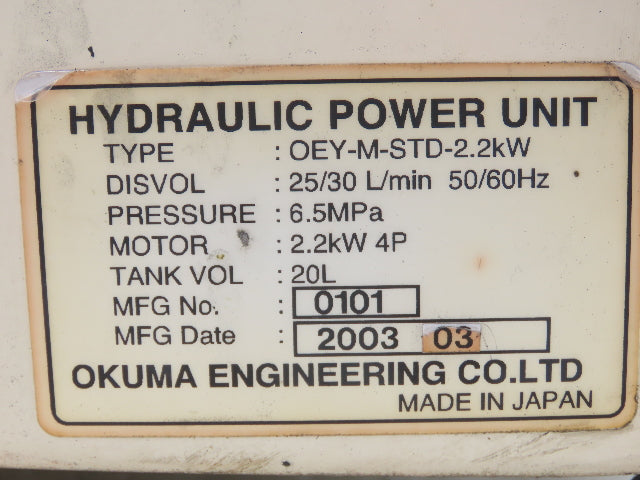 HYDRAULIC POWER UNIT
TYPE : OEY-M-STD-2.2kW
DISVOL : 25/30 L/min 50/60Hz
PRESSURE : 6.5MPa
MOTOR : 2.2kW 4P
TANK VOL : 20L
MFG No. : 0101
MFG Date : 2003 03
OKUMA ENGINEERING CO.LTD
MADE IN JAPAN